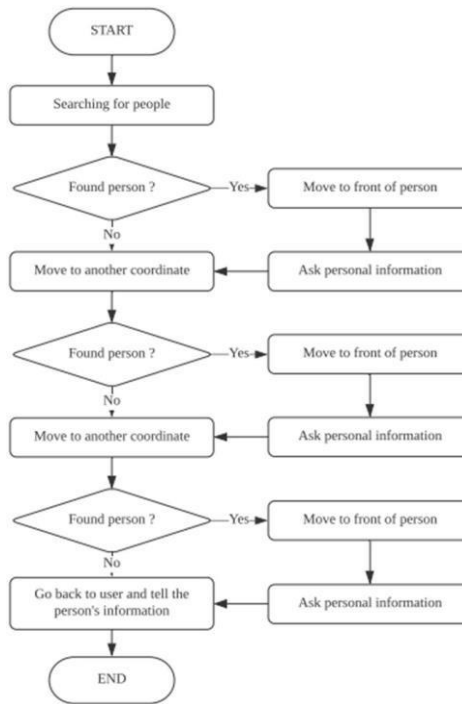 START
Searching for people
Found person ?
Yes
Move to front of person
No
Move to another coordinate
Ask personal information
Found person ?
Yes
Move to front of person
No
Move to another coordinate
Ask personal information
Found person ?
Yes
Move to front of person
No
Go back to user and tell the
person's information
Ask personal information
END